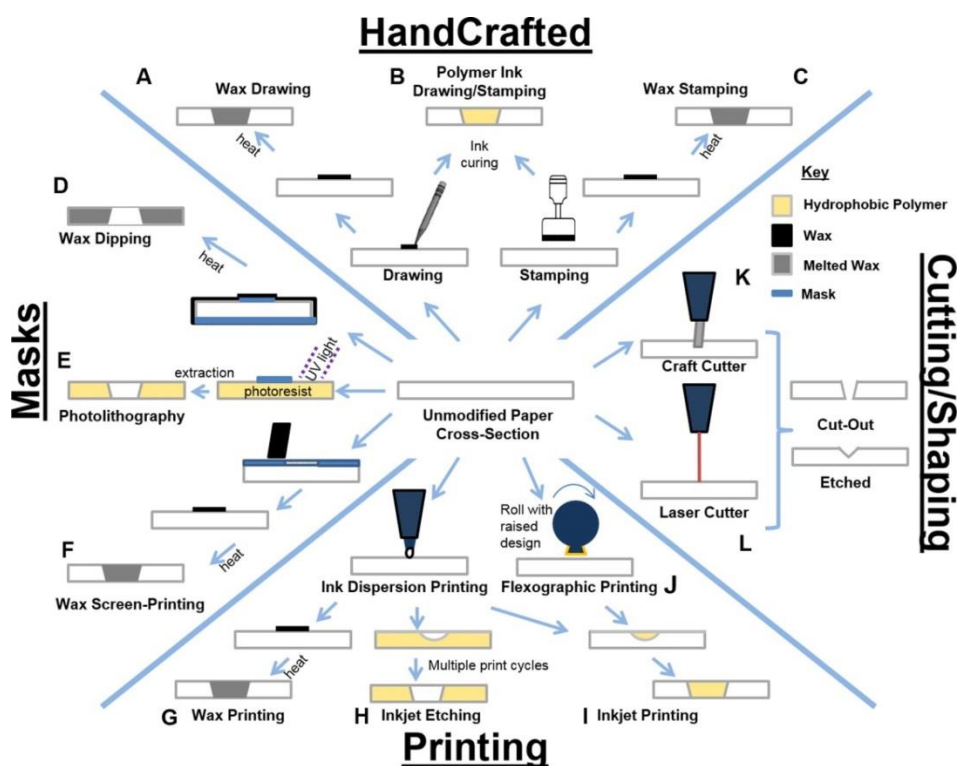 HandCrafted
A
Wax Drawing
heat
B
Polymer Ink
Drawing/Stamping
Ink
curing
C
Wax Stamping
heat
Drawing
Stamping
Key
Hydrophobic Polymer
Wax
Melted Wax
Mask
D
Wax Dipping
heat
Masks
E
extraction
UV light
photoresist
Photolithography
Unmodified Paper
Cross-Section
K
Craft Cutter
Cut-Out
Etched
Laser Cutter
L
Cuttting/Shaping
F
heat
Wax Screen-Printing
Ink Dispersion Printing
Roll with
raised
design
Flexographic Printing
J
heat
G
Wax Printing
Multiple print cycles
H
Inkjet Etching
I
Inkjet Printing
Printing